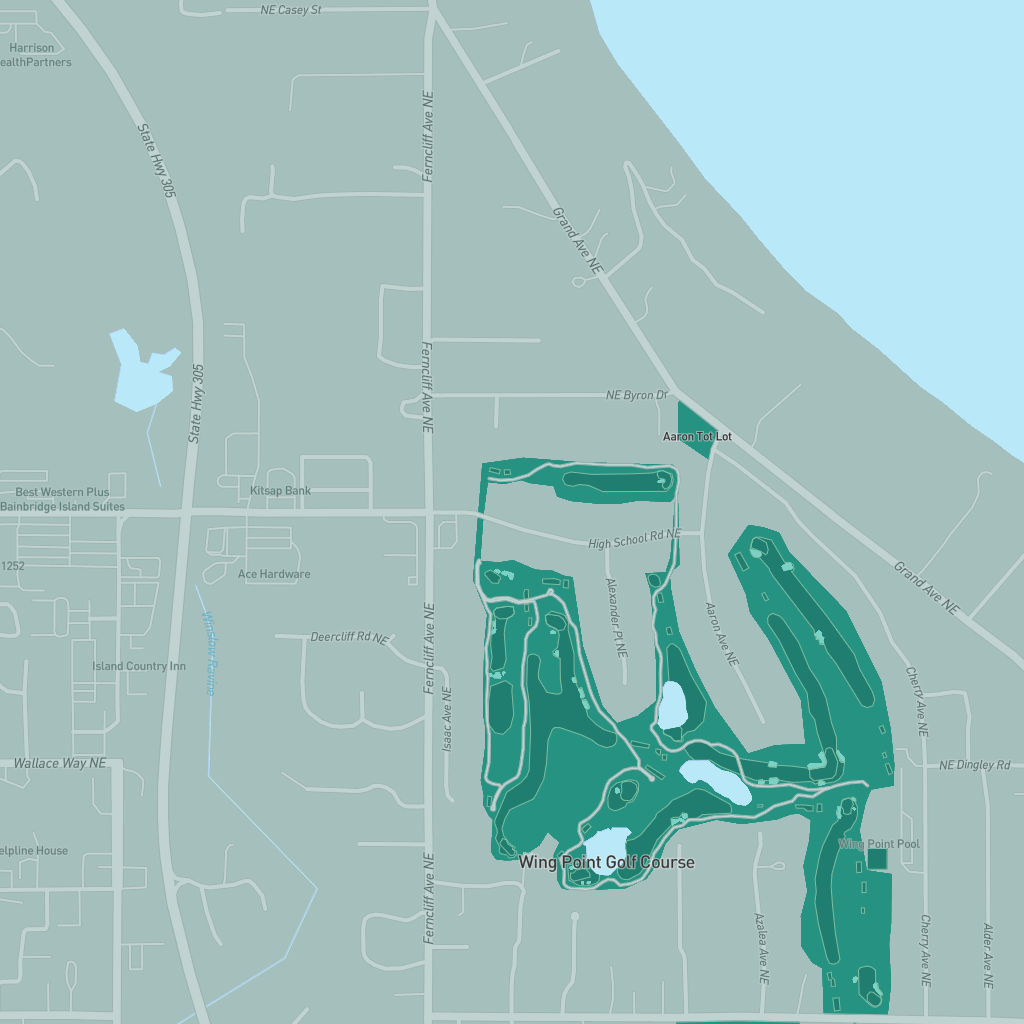 NE Casey St
Harrison
ealthPartners
Ferncliff Ave NE
State Hwy 305
Grand Ave NE
State Hwy 305
Ferncliff Ave NE
NE Byron Dr
Aaron Tot Lot
Best Western Plus
Bainbridge Island Suites
Kitsap Bank
High School Rd NE
1252
Ace Hardware
Grand Ave NE
Alexander Pl NE
Aaron Ave NE
Winslow Ravine
Deercliff Rd NE
Ferncliff Ave NE
Island Country Inn
Cherry Ave NE
Isaac Ave NE
Wallace Way NE
NE Dingley Rd
elpline House
Wing Point Pool
Wing Point Golf Course
Ferncliff Ave NE
Azalea Ave NE
Cherry Ave NE
Alder Ave NE